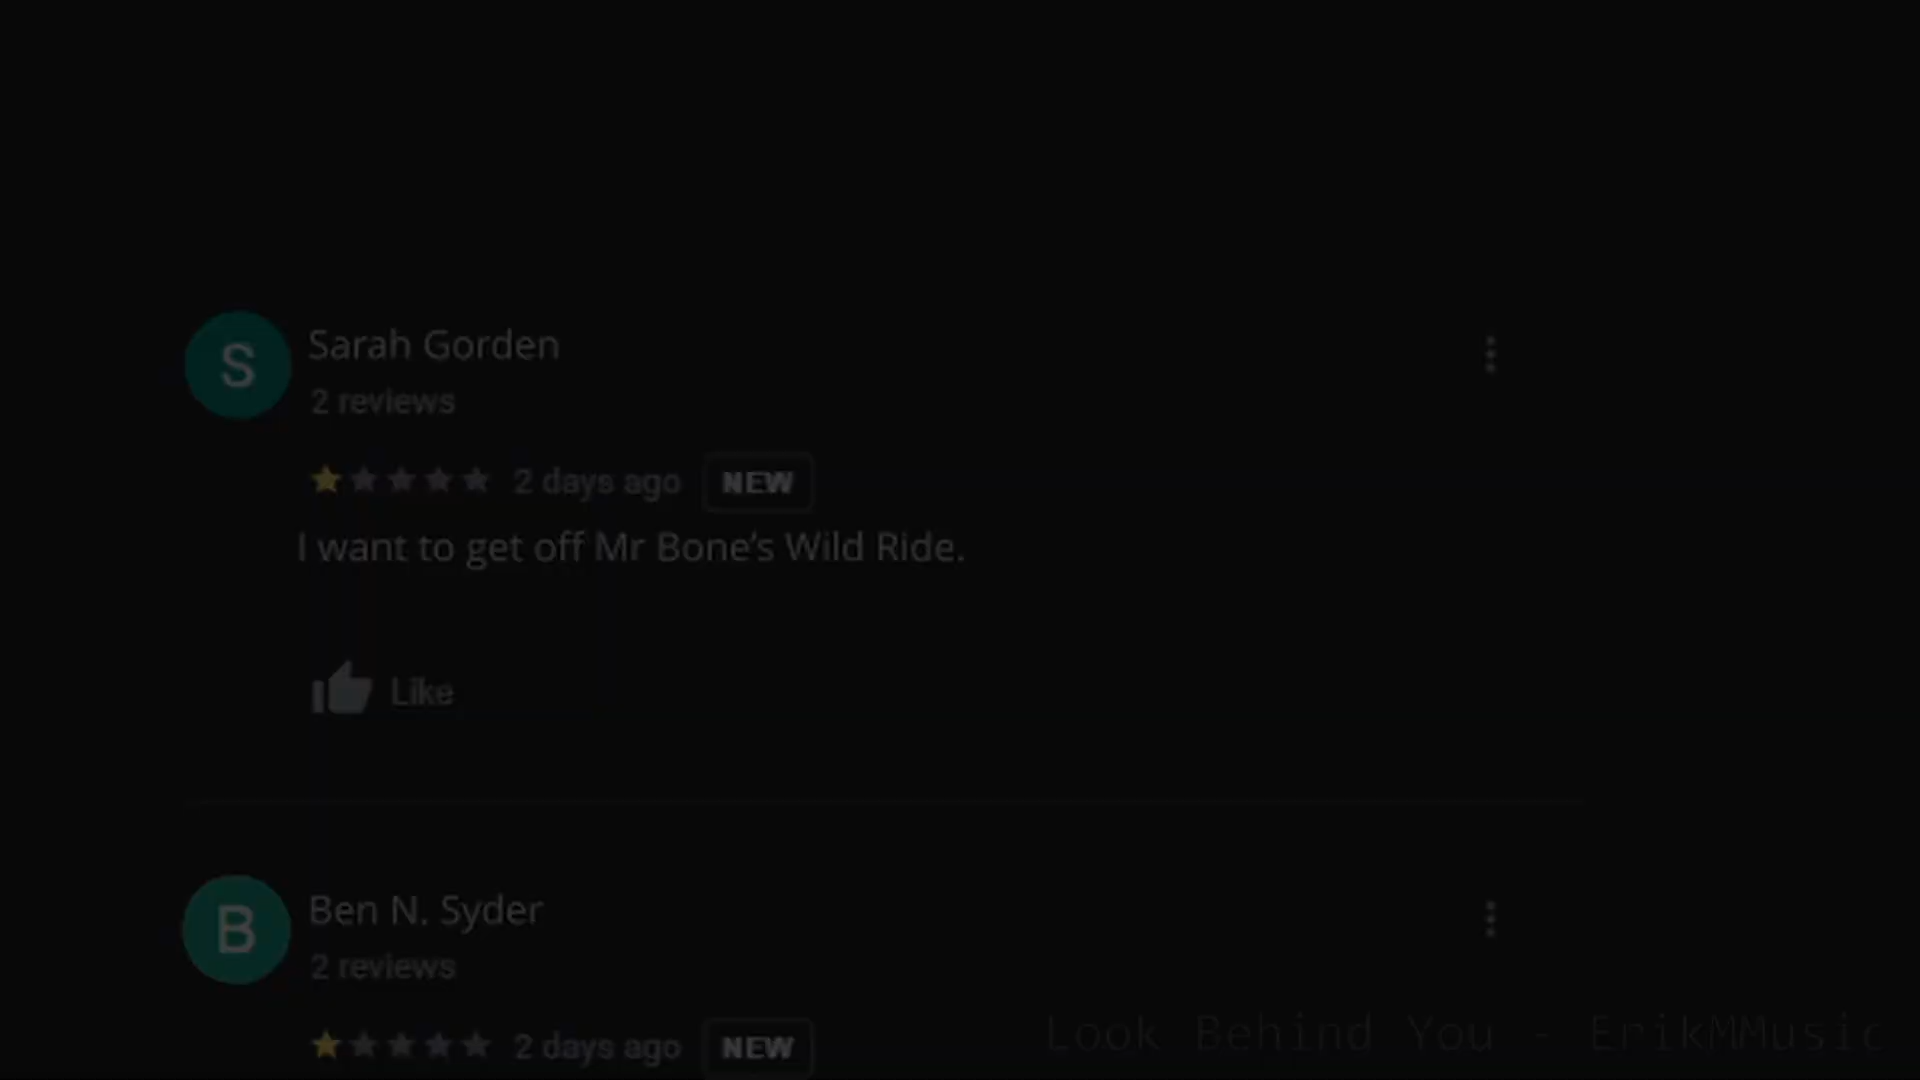 S
Sarah Gorden
2 reviews
2 days ago NEW
I want to get off Mr Bone’s Wild Ride.
Like
B
Ben N. Syder
2 reviews
2 days ago NEW
Look Behind You - ErikMMusic